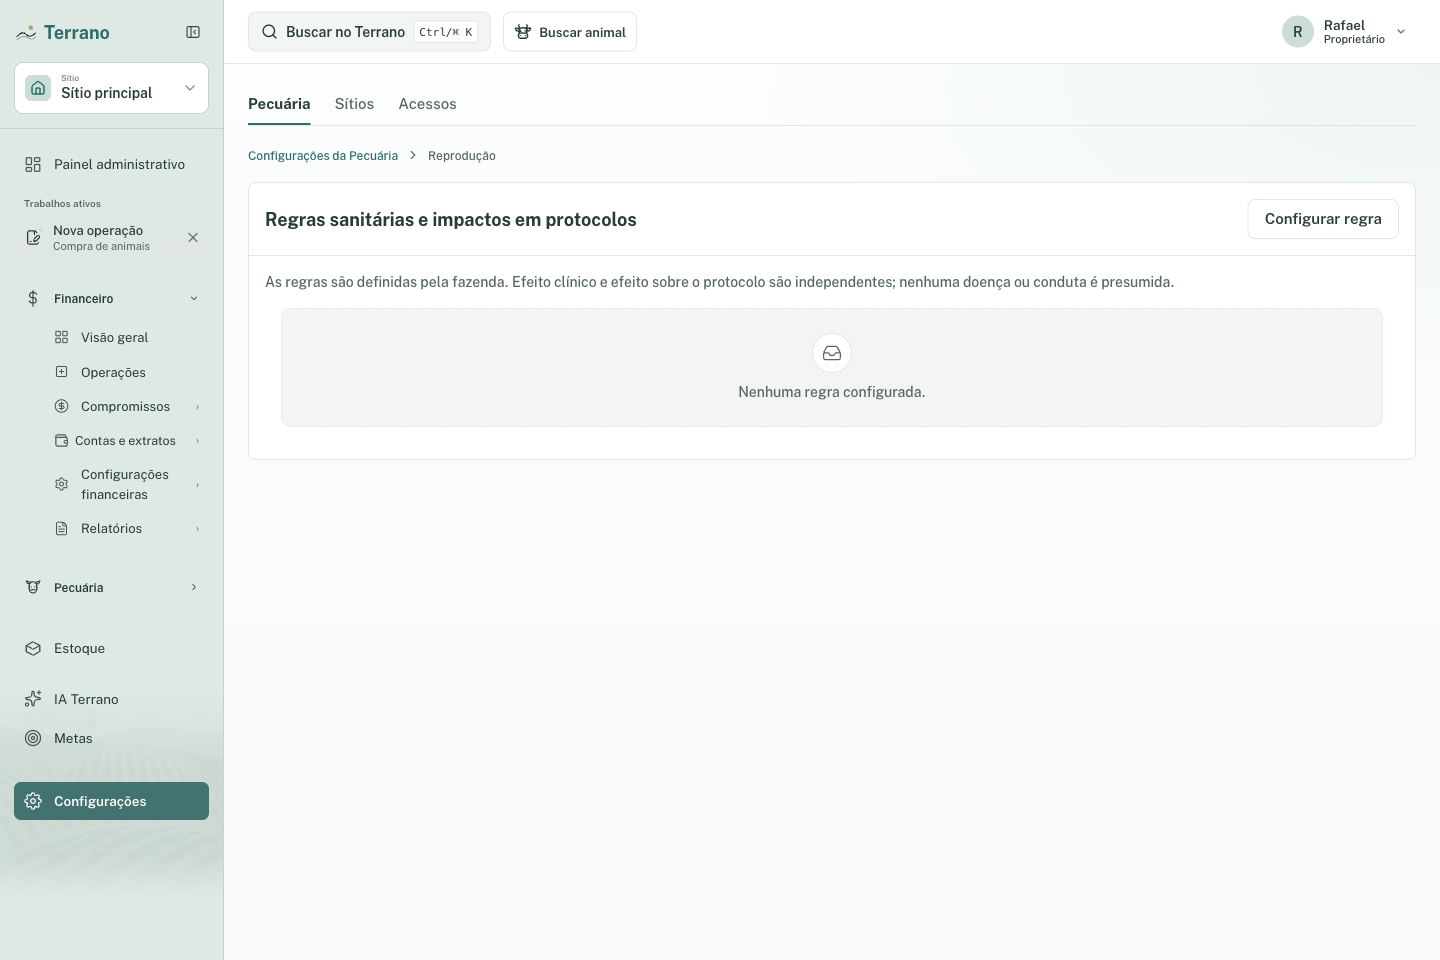 Terrano
Sítio
Sítio principal
Painel administrativo
Trabalhos ativos
Nova operação
Compra de animais
Financeiro
Visão geral
Operações
Compromissos
Contas e extratos
Configurações
financeiras
Relatórios
Pecuária
Estoque
IA Terrano
Metas
Configurações
Buscar no Terrano Ctrl/⌘ K
Buscar animal
R
Rafael
Proprietário
Pecuária Sítios Acessos
Configurações da Pecuária > Reprodução
Regras sanitárias e impactos em protocolos
Configurar regra
As regras são definidas pela fazenda. Efeito clínico e efeito sobre o protocolo são independentes; nenhuma doença ou conduta é presumida.
Nenhuma regra configurada.